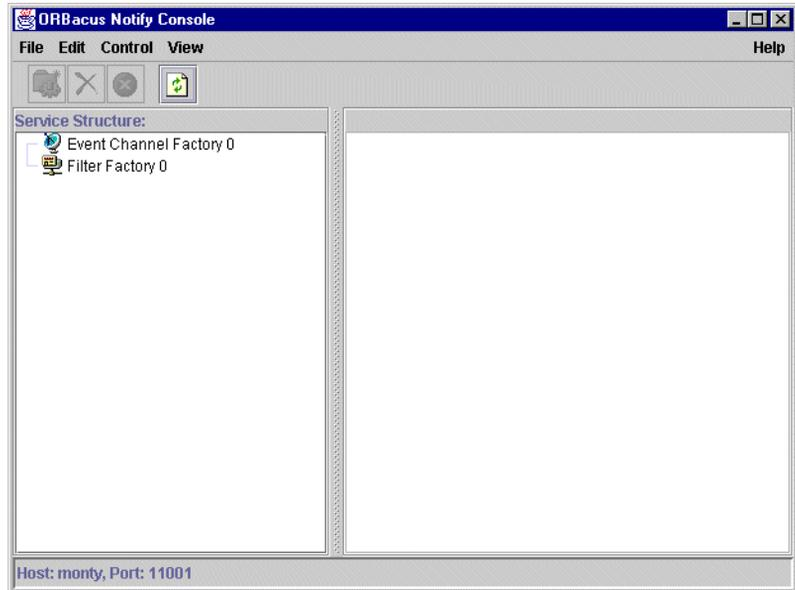 ORBacus Notify Console
File Edit Control View Help
Service Structure:
Event Channel Factory 0
Filter Factory 0
Host: monty, Port: 11001